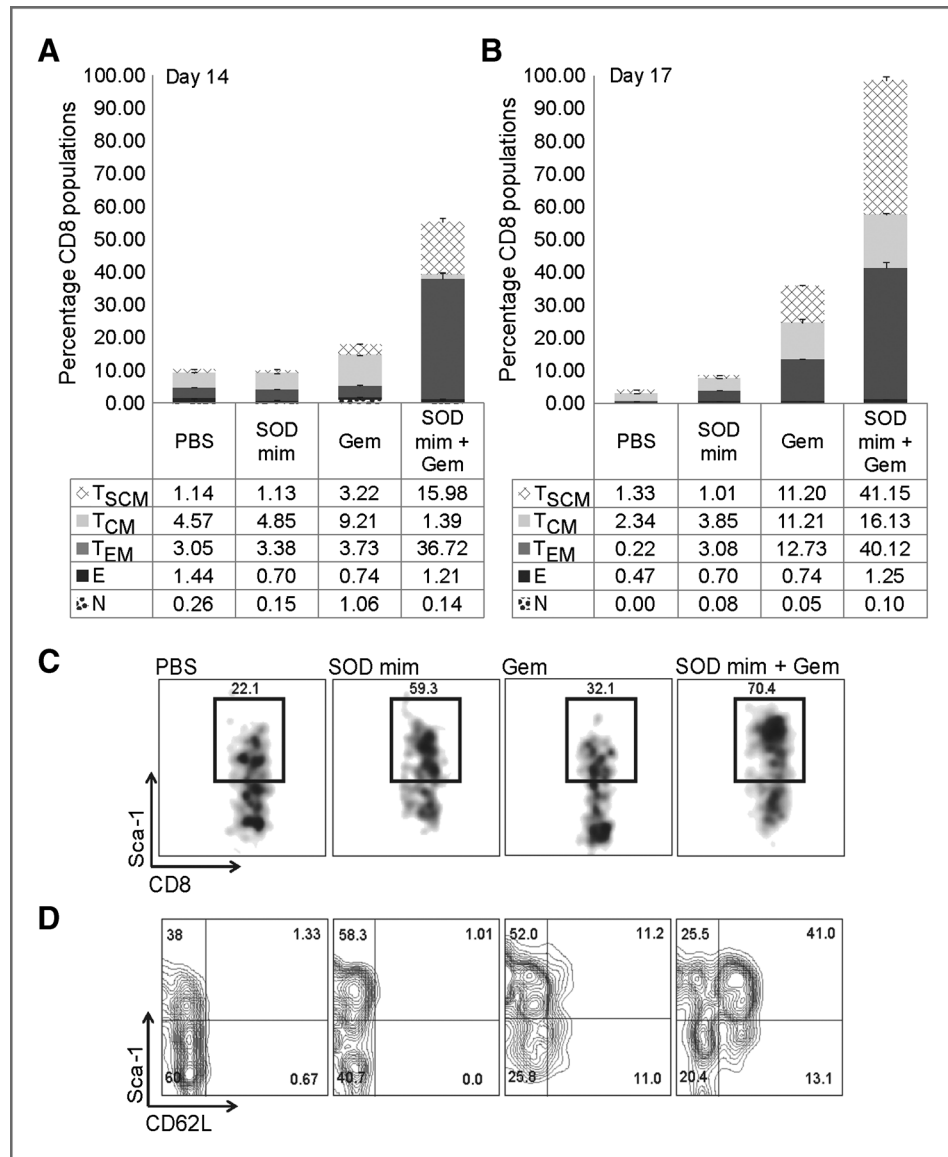 A
Day 14
Percentage CD8 populations
100.00
90.00
80.00
70.00
60.00
50.00
40.00
30.00
20.00
10.00
0.00
PBS SOD mim Gem SOD mim + Gem
TSCM 1.14 1.13 3.22 15.98
TCM 4.57 4.85 9.21 1.39
TEM 3.05 3.38 3.73 36.72
E 1.44 0.70 0.74 1.21
N 0.26 0.15 1.06 0.14
B
Day 17
Percentage CD8 populations
100.00
90.00
80.00
70.00
60.00
50.00
40.00
30.00
20.00
10.00
0.00
PBS SOD mim Gem SOD mim + Gem
1.33 1.01 11.20 41.15
2.34 3.85 11.21 16.13
0.22 3.08 12.73 40.12
0.47 0.70 0.74 1.25
0.00 0.08 0.05 0.10
C
PBS SOD mim Gem SOD mim + Gem
22.1 59.3 32.1 70.4
Sca-1
CD8
D
38 1.33 58.3 1.01 52.0 11.2 25.5 41.0
60 0.67 40.7 0.0 25.8 11.0 20.4 13.1
Sca-1
CD62L